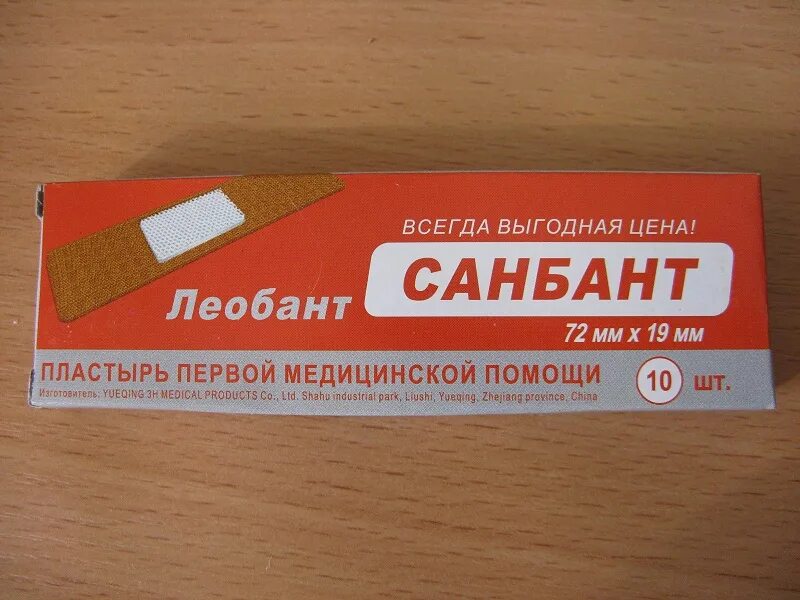 ВСЕГДА ВЫГОДНАЯ ЦЕНА!
Леобант САНБАНТ
72 мм х 19 мм
ПЛАСТЫРЬ ПЕРВОЙ МЕДИЦИНСКОЙ ПОМОЩИ 10 шт.
Изготовитель: YUEQING 3H MEDICAL PRODUCTS Co., Ltd. Shahu industrial park, Liushi, Yueqing, Zhejiang province, China